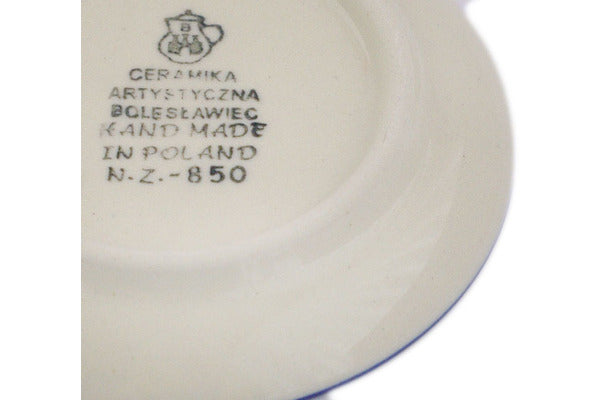 B
CERAMIKA
ARTYSTYCZNA
BOLESŁAWIEC
HAND MADE
IN POLAND
N.Z.-850